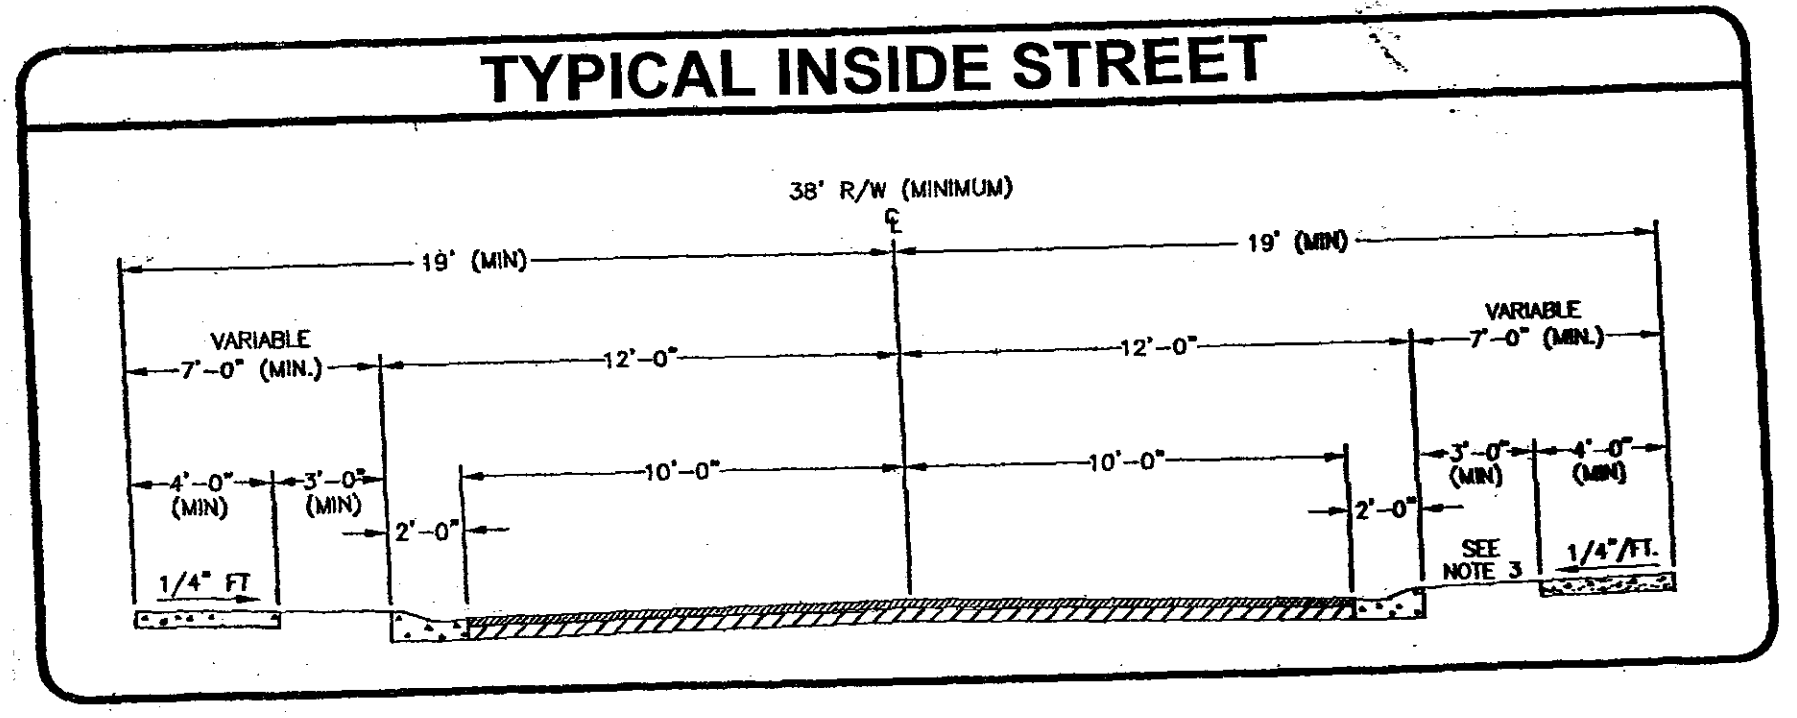 TYPICAL INSIDE STREET
38' R/W (MINIMUM)
℄
19' (MIN)
19' (MIN)
VARIABLE
7'-0" (MIN.)
12'-0"
12'-0"
VARIABLE
7'-0" (MIN.)
4'-0"
(MIN)
3'-0"
(MIN)
2'-0"
10'-0"
10'-0"
2'-0"
3'-0"
(MIN)
4'-0"
(MIN)
1/4" FT
SEE
NOTE 3
1/4"/FT.